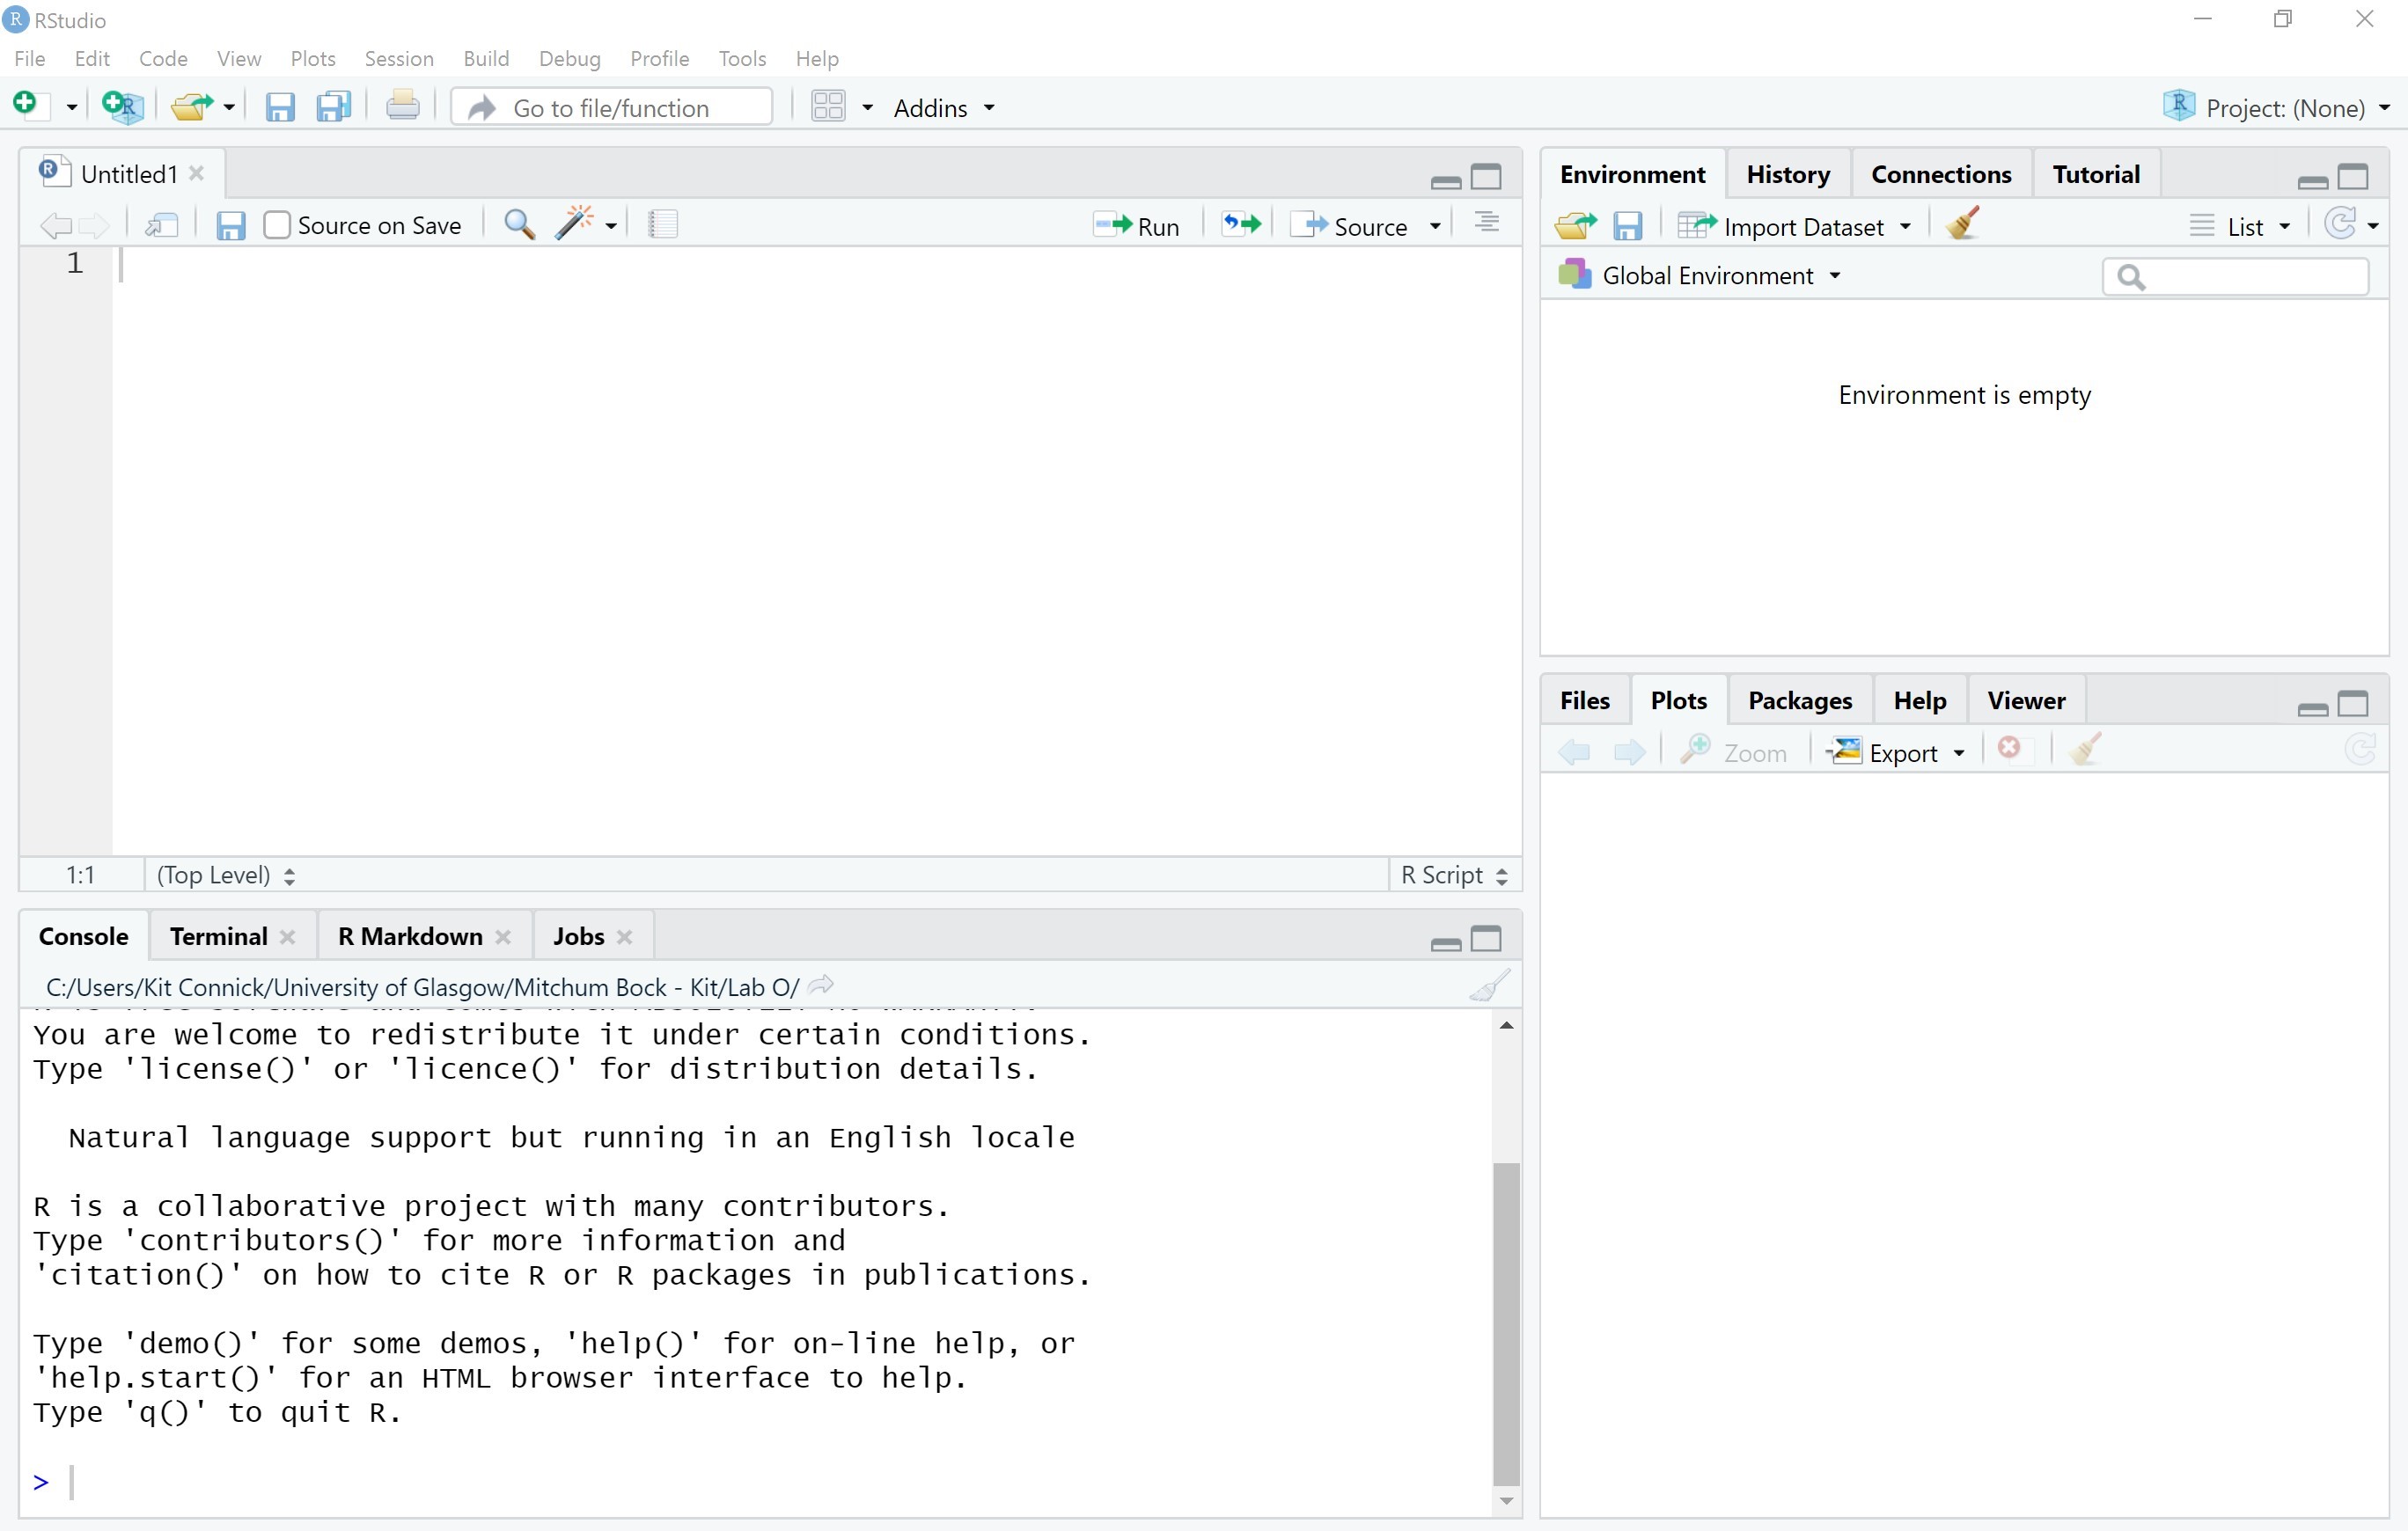 RStudio
File Edit Code View Plots Session Build Debug Profile Tools Help
Go to file/function Addins Project: (None)
Untitled1
Source on Save Run Source
1
1:1 (Top Level) R Script
Console Terminal R Markdown Jobs
C:/Users/Kit Connick/University of Glasgow/Mitchum Bock - Kit/Lab O/
You are welcome to redistribute it under certain conditions.
Type 'license()' or 'licence()' for distribution details.
Natural language support but running in an English locale
R is a collaborative project with many contributors.
Type 'contributors()' for more information and
'citation()' on how to cite R or R packages in publications.
Type 'demo()' for some demos, 'help()' for on-line help, or
'help.start()' for an HTML browser interface to help.
Type 'q()' to quit R.
>
Environment History Connections Tutorial
Import Dataset List
Global Environment
Environment is empty
Files Plots Packages Help Viewer
Zoom Export